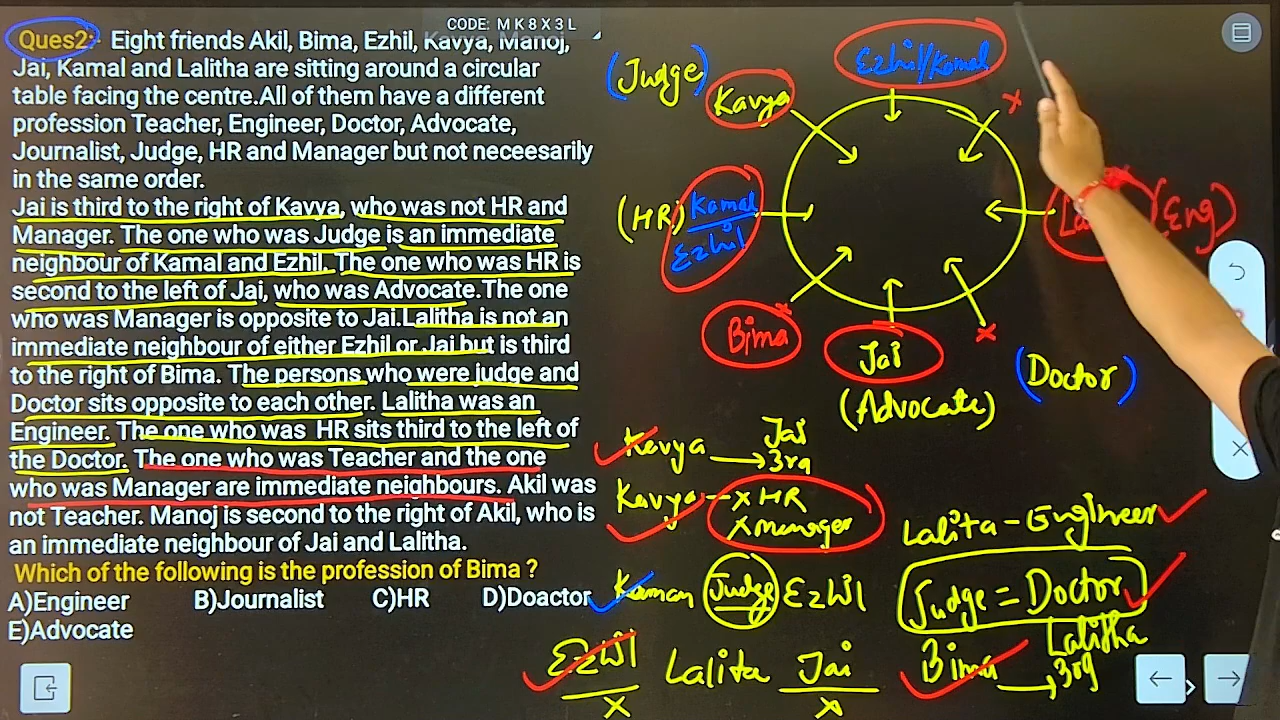 CODE: MK8X3L
Ques2:- Eight friends Akil, Bima, Ezhil, Kavya, Manoj,
Jai, Kamal and Lalitha are sitting around a circular
table facing the centre.All of them have a different
profession Teacher, Engineer, Doctor, Advocate,
Journalist, Judge, HR and Manager but not neceesarily
in the same order.
Jai is third to the right of Kavya, who was not HR and
Manager. The one who was Judge is an immediate
neighbour of Kamal and Ezhil. The one who was HR is
second to the left of Jai, who was Advocate.The one
who was Manager is opposite to Jai.Lalitha is not an
immediate neighbour of either Ezhil or Jai but is third
to the right of Bima. The persons who were judge and
Doctor sits opposite to each other. Lalitha was an
Engineer. The one who was HR sits third to the left of
the Doctor. The one who was Teacher and the one
who was Manager are immediate neighbours. Akil was
not Teacher. Manoj is second to the right of Akil, who is
an immediate neighbour of Jai and Lalitha.
Which of the following is the profession of Bima ?
A)Engineer B)Journalist C)HR D)Doactor
E)Advocate
(Judge)
Ezhil/Kamal
Kavya
x
(HR) Kamal
Ezhil
(Eng)
Bima
x
x
Jai
(Doctor)
(Advocate)
Kavya → Jai
3rd
Kavya - x HR
x manager
Lalita - Engineer
Kaman Judge Ezwl
Judge = Doctor
Ezwl Lalita Jai
x x
Bima → Lalitha
3rd